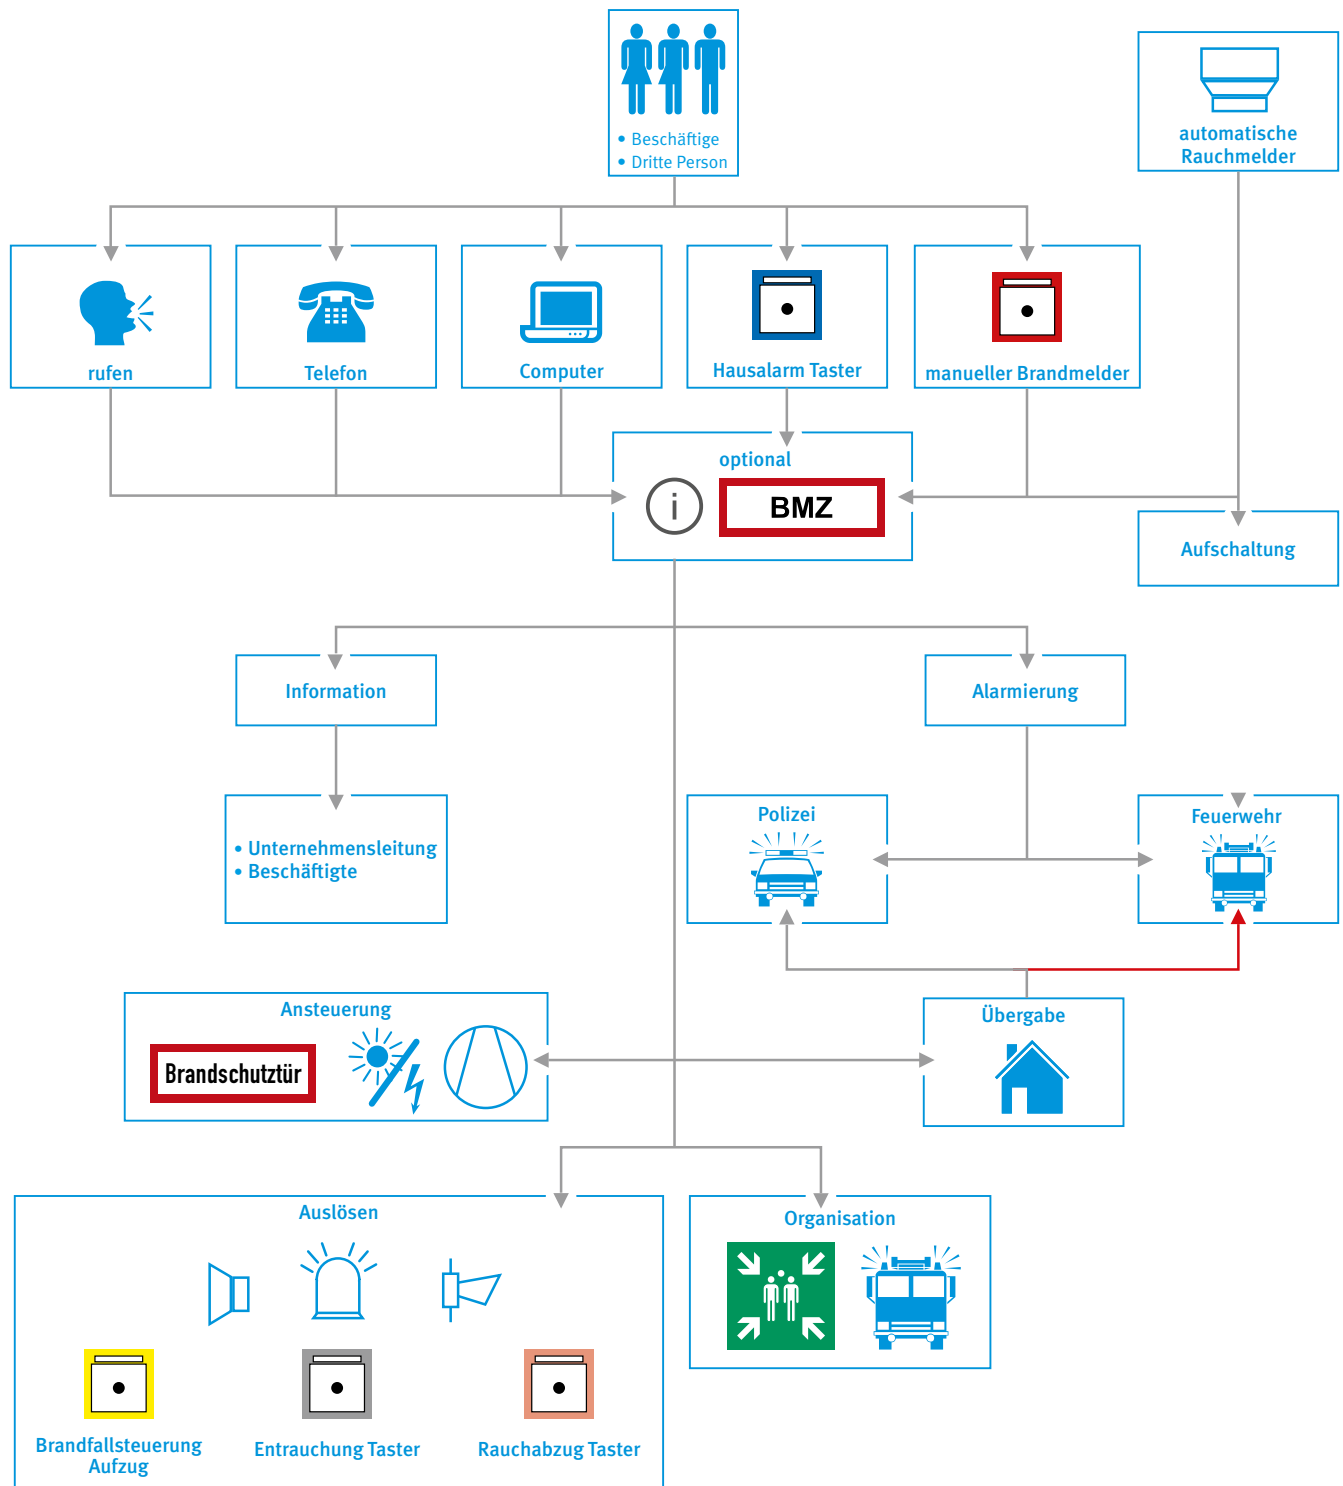 • Beschäftige
• Dritte Person
automatische
Rauchmelder
rufen
Telefon
Computer
Hausalarm Taster
manueller Brandmelder
optional
i
BMZ
Aufschaltung
Information
Alarmierung
• Unternehmensleitung
• Beschäftigte
Polizei
Feuerwehr
Ansteuerung
Brandschutztür
Übergabe
Auslösen
Organisation
Brandfallsteuerung
Aufzug
Entrauchung Taster
Rauchabzug Taster